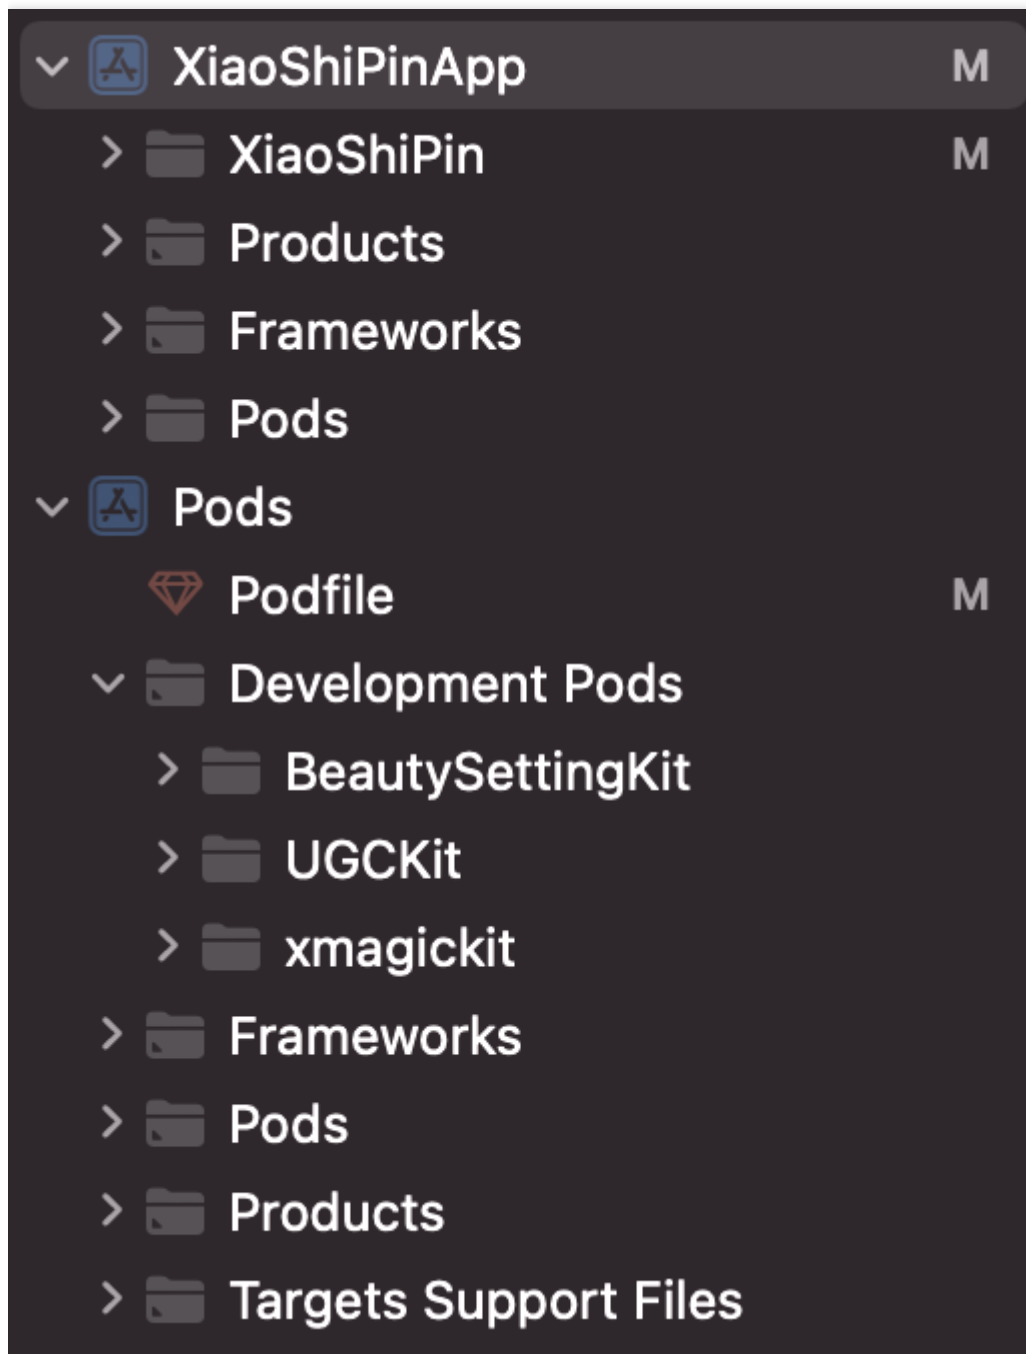 XiaoShiPinApp M
XiaoShiPin M
Products
Frameworks
Pods
Pods
Podfile M
Development Pods
BeautySettingKit
UGCKit
xmagickit
Frameworks
Pods
Products
Targets Support Files